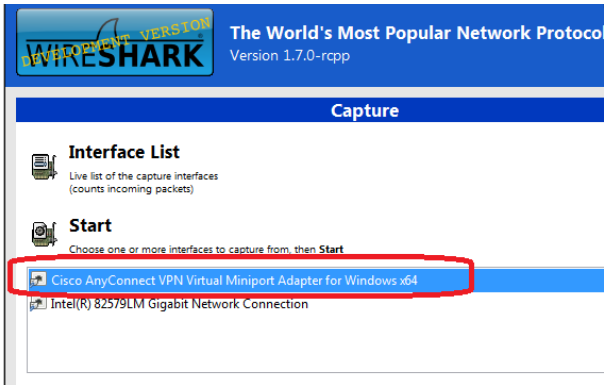 DEVELOPMENT VERSION
WIRESHARK
The World's Most Popular Network Protocol
Version 1.7.0-rcpp
Capture
Interface List
Live list of the capture interfaces
(counts incoming packets)
Start
Choose one or more interfaces to capture from, then Start
Cisco AnyConnect VPN Virtual Miniport Adapter for Windows x64
Intel(R) 82579LM Gigabit Network Connection